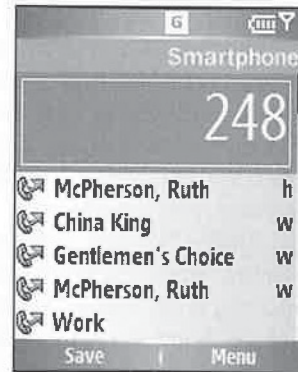 G
Smartphone
248
McPherson, Ruth h
China King w
Gentlemen's Choice w
McPherson, Ruth w
Work
Save Menu